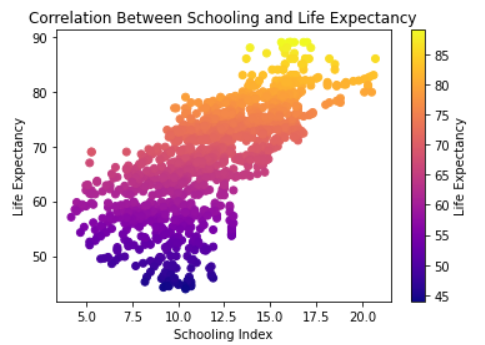 Correlation Between Schooling and Life Expectancy
90
80
70
60
50
Life Expectancy
5.0 7.5 10.0 12.5 15.0 17.5 20.0
Schooling Index
85
80
75
70
65
60
55
50
45
Life Expectancy